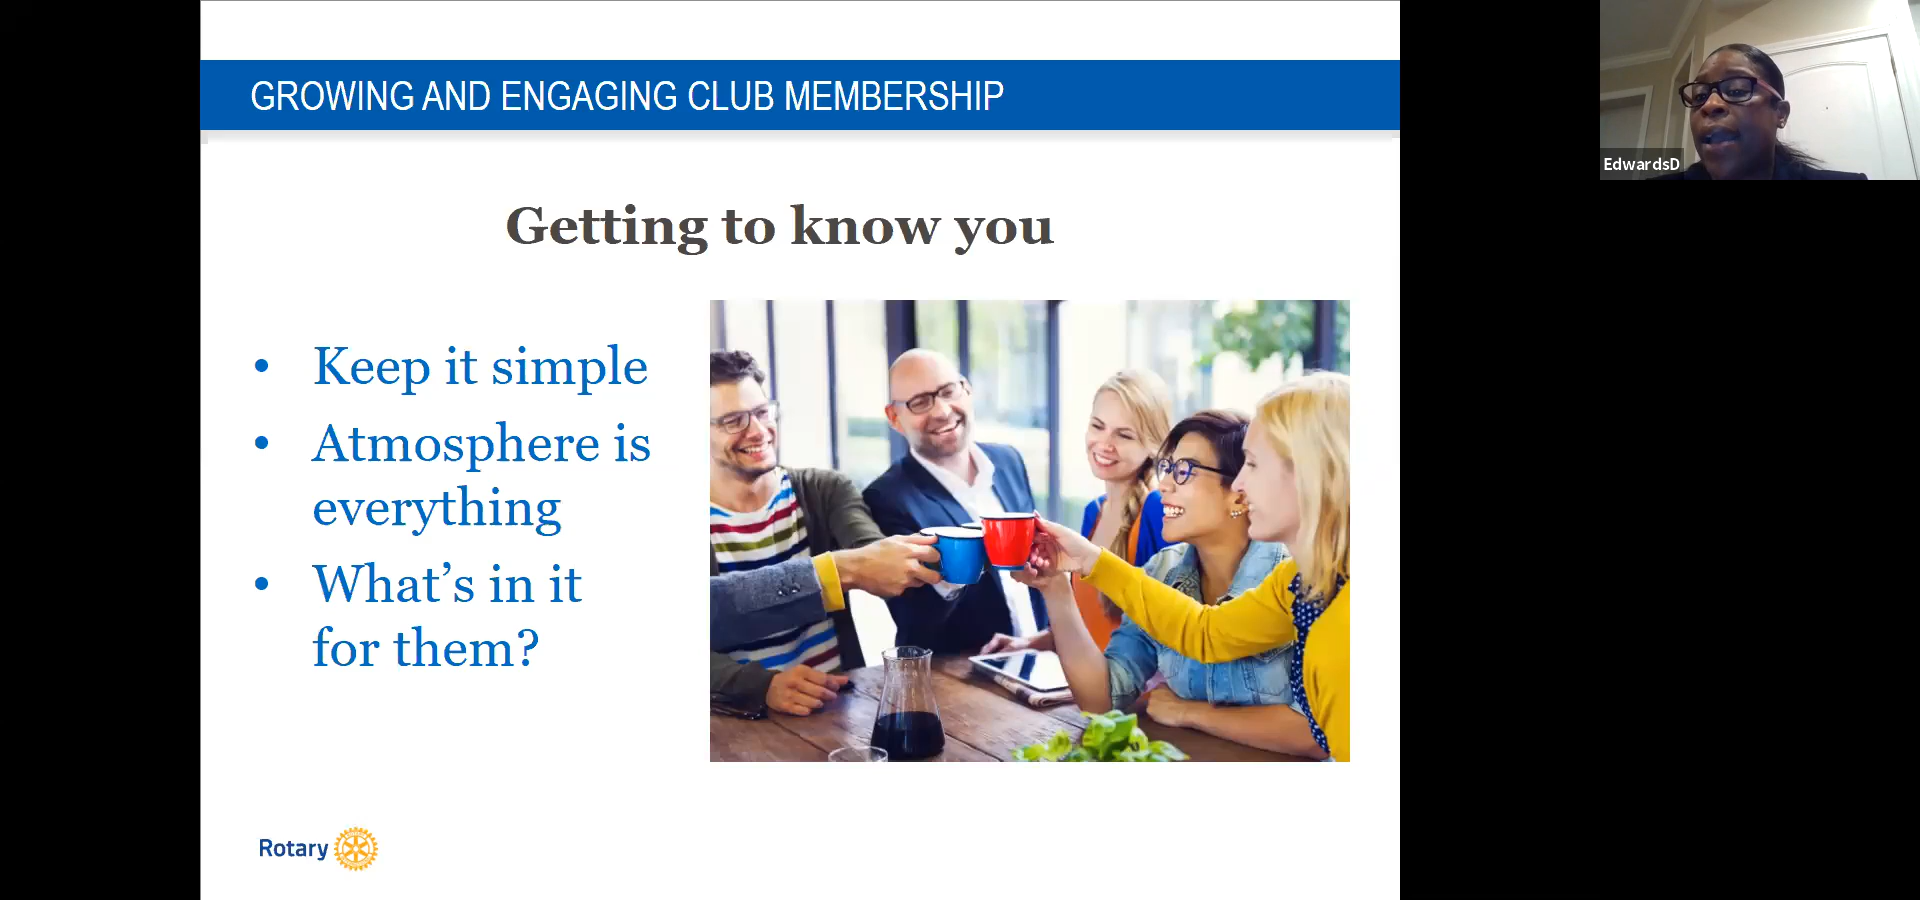 GROWING AND ENGAGING CLUB MEMBERSHIP
EdwardsD
Getting to know you
• Keep it simple
• Atmosphere is
everything
• What’s in it
for them?
Rotary